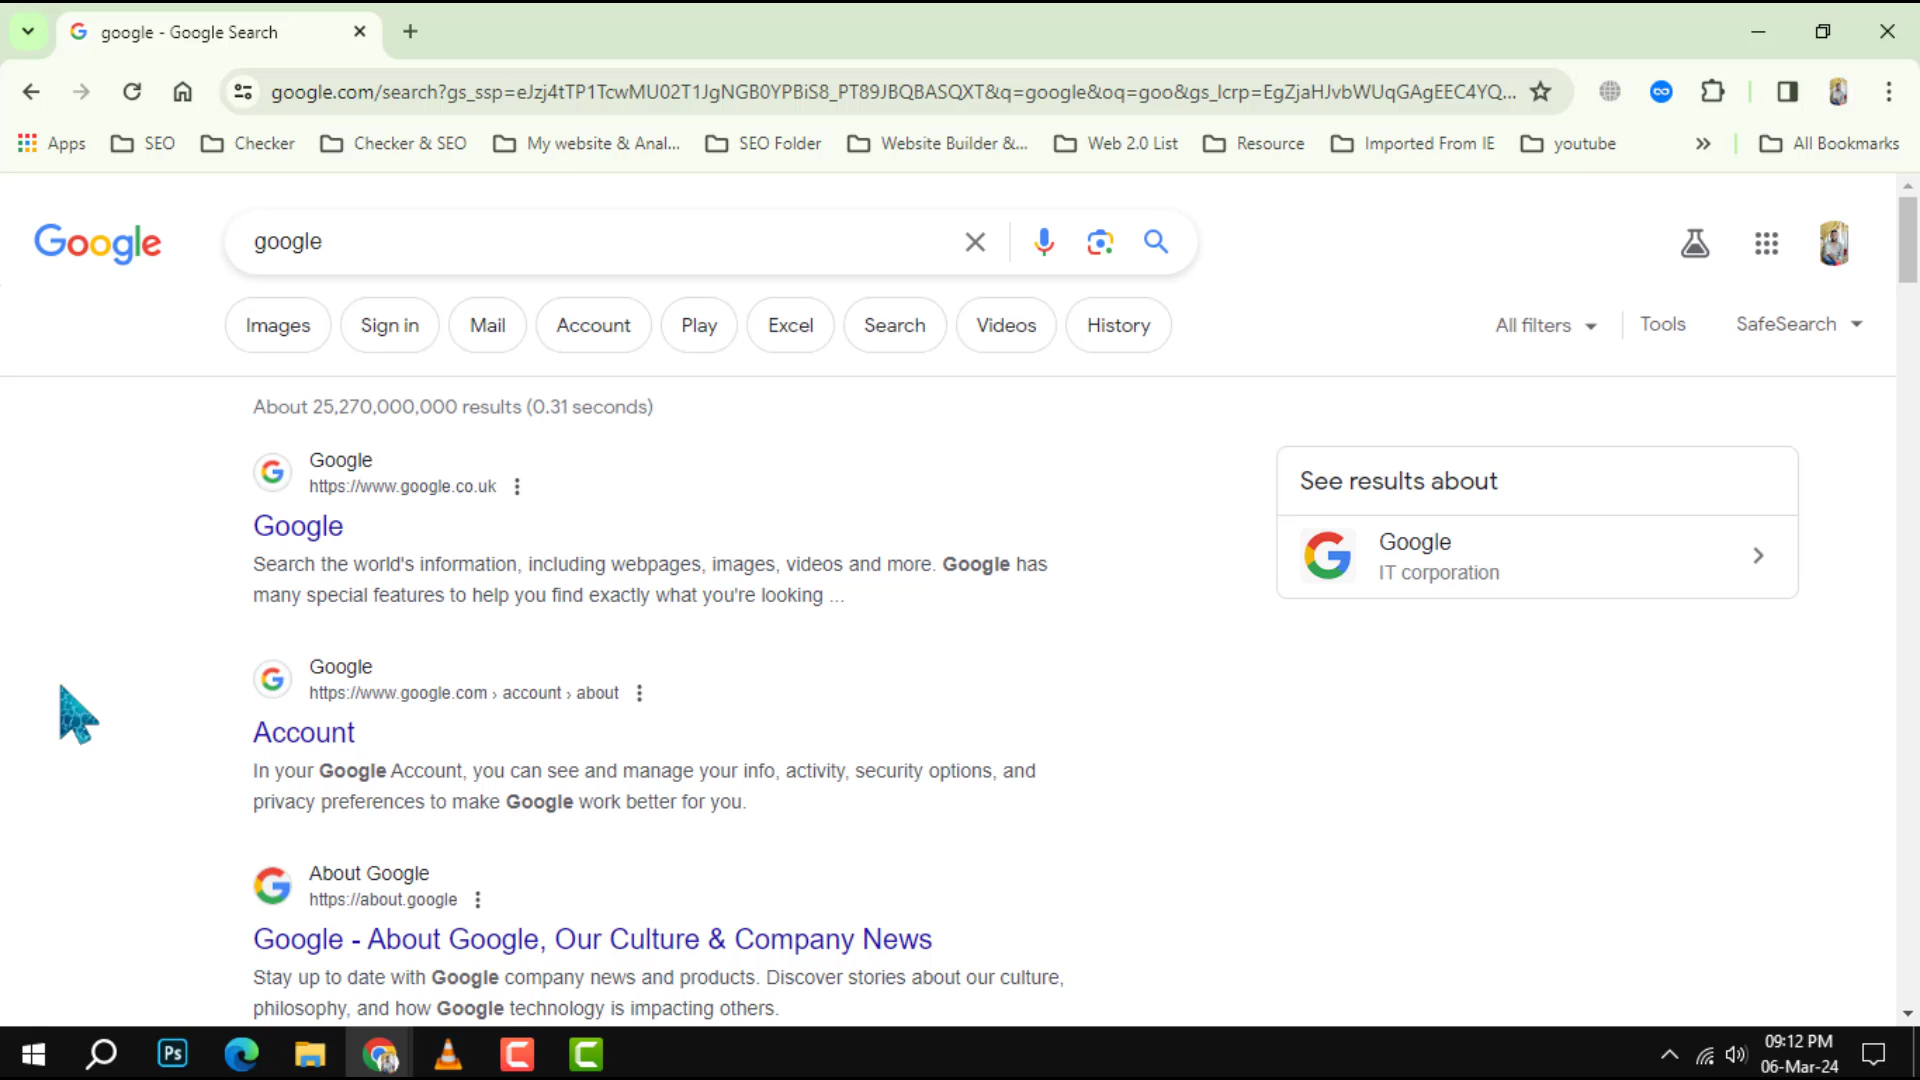 google - Google Search
google.com/search?gs_ssp=eJzj4tTP1TcwMU02T1JgNGB0YPBiS8_PT89JBQBASQXT&q=google&oq=goo&gs_lcrp=EgZjaHJvbWUqGAgEEC4YQ...
Apps SEO Checker Checker & SEO My website & Anal... SEO Folder Website Builder &... Web 2.0 List Resource Imported From IE youtube » All Bookmarks
Google google
Images Sign in Mail Account Play Excel Search Videos History All filters Tools SafeSearch
About 25,270,000,000 results (0.31 seconds)
Google
https://www.google.co.uk
Google
Search the world's information, including webpages, images, videos and more. Google has
many special features to help you find exactly what you're looking ...
See results about
Google
IT corporation
Google
https://www.google.com › account › about
Account
In your Google Account, you can see and manage your info, activity, security options, and
privacy preferences to make Google work better for you.
About Google
https://about.google
Google - About Google, Our Culture & Company News
Stay up to date with Google company news and products. Discover stories about our culture,
philosophy, and how Google technology is impacting others.
Ps
09:12 PM
06-Mar-24